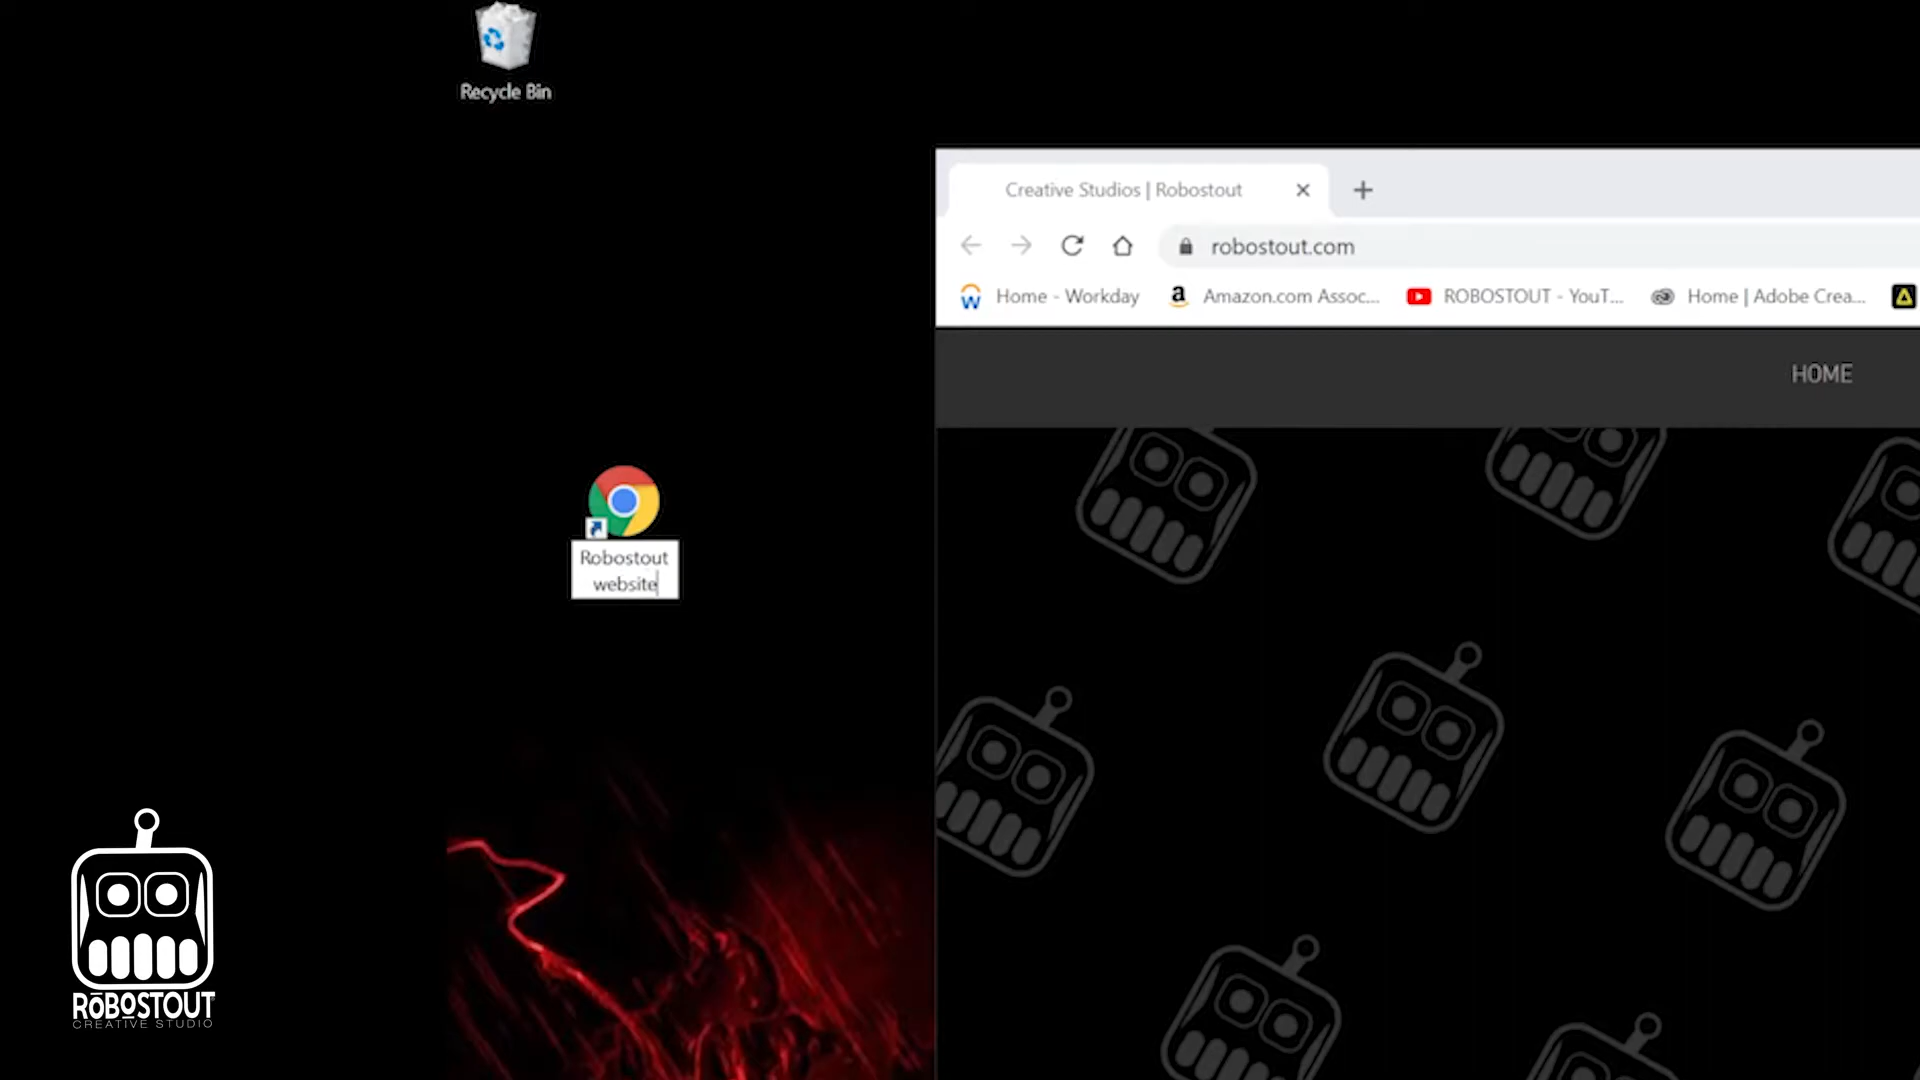 Recycle Bin
Creative Studios | Robostout
robostout.com
Home - Workday
Amazon.com Assoc...
ROBOSTOUT - YouT...
Home | Adobe Crea...
HOME
Robostout
website
RŌBOSTOUT
CREATIVE STUDIO